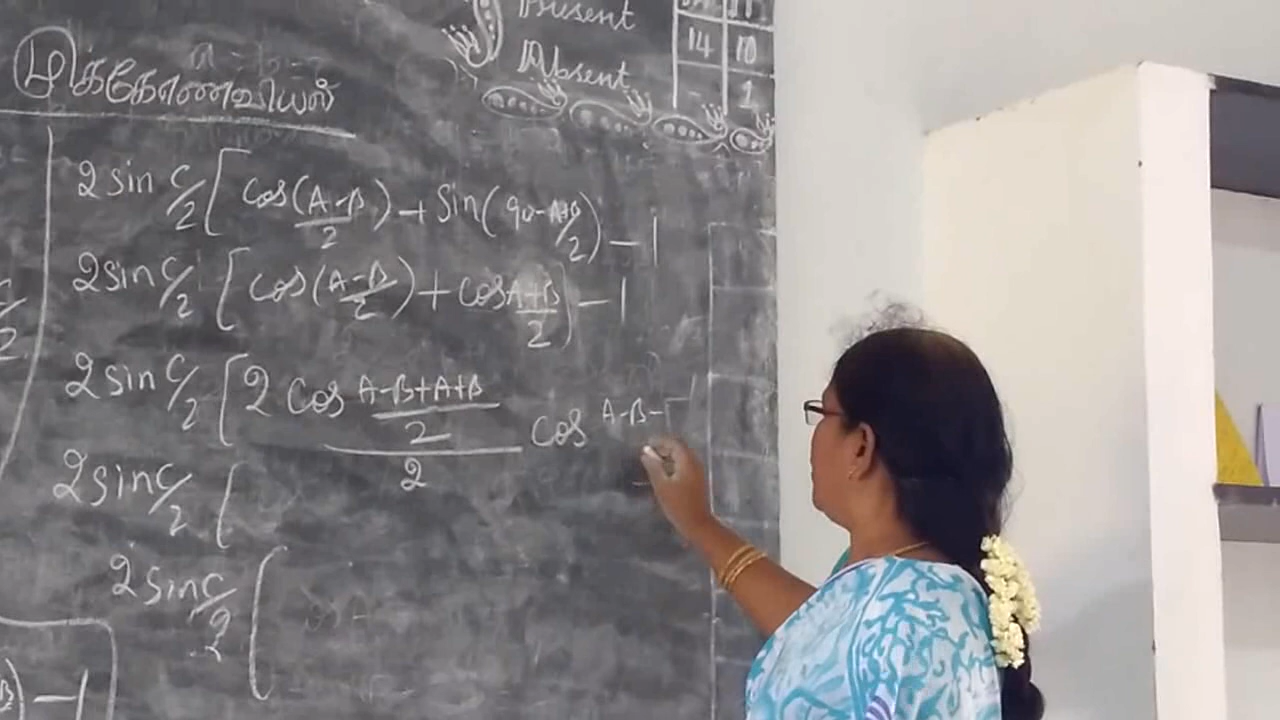 Present
14 10
Absent
- 1
முக்கோணவியல்
2 sin C/2 [ cos(A-B/2) + sin(90-A+B/2) - 1
2 sin C/2 [ cos(A-B/2) + cos A+B/2) - 1
2 sin C/2 [ 2 cos A-B+A+B/2 /2 cos A-B-
2 sin C/2 [
2 sin C/2 [
B) - 1